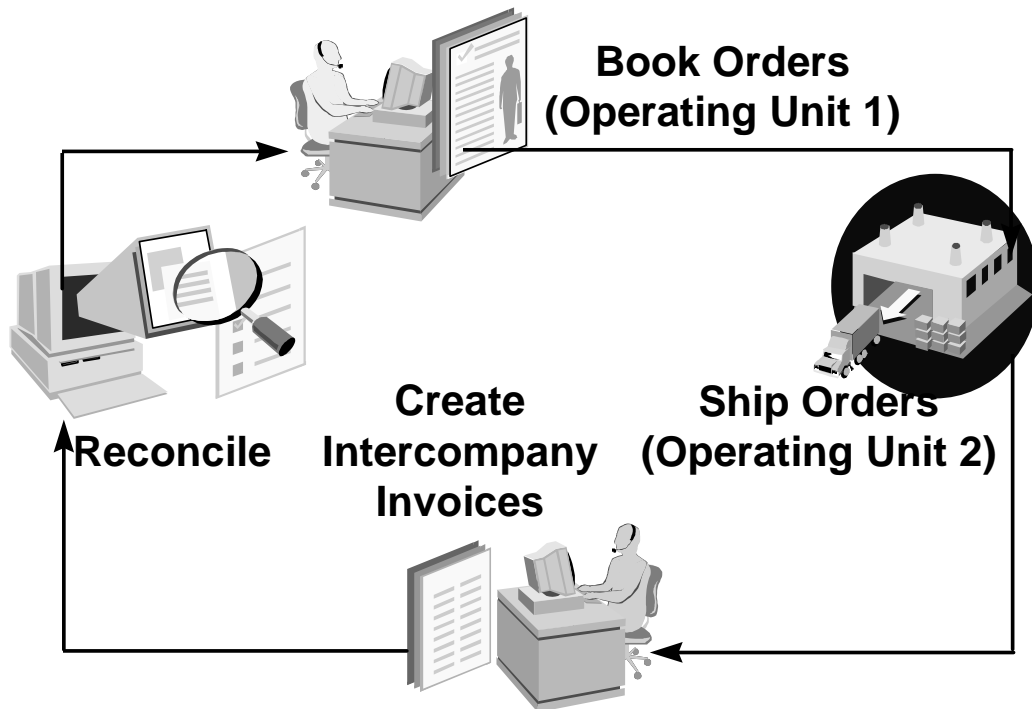 Book Orders
(Operating Unit 1)
Ship Orders
(Operating Unit 2)
Create
Intercompany
Invoices
Reconcile